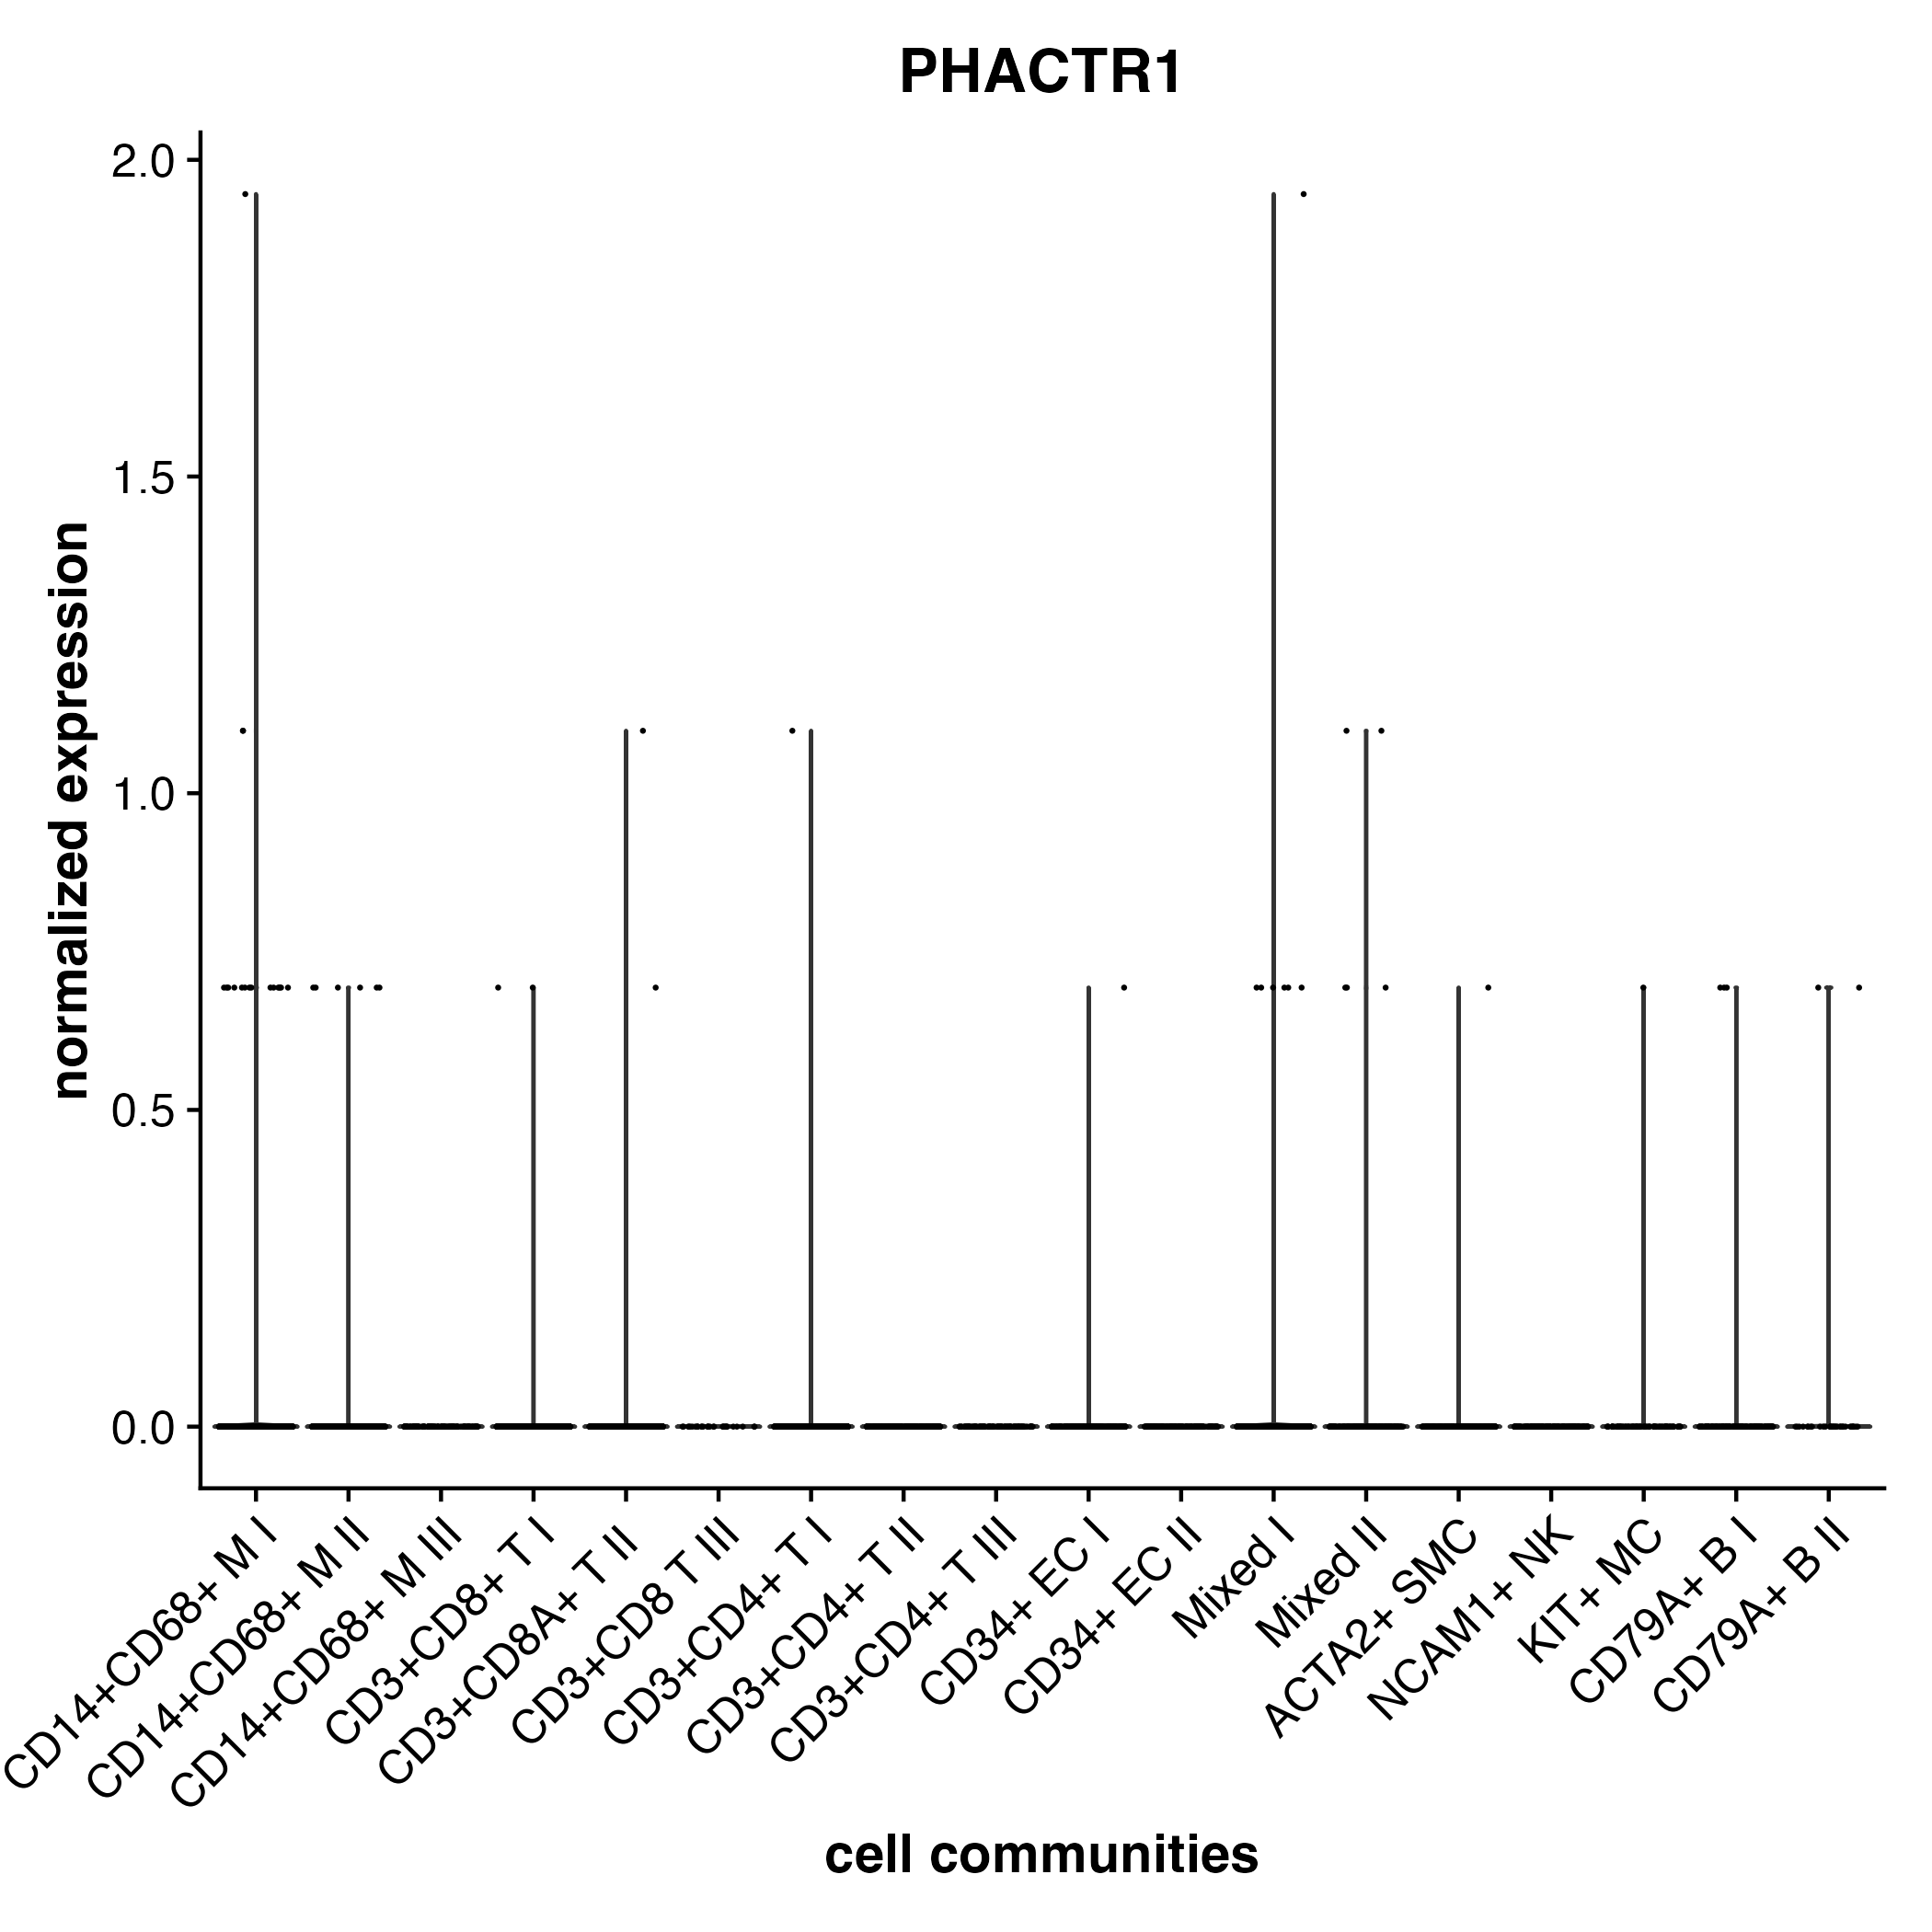 PHACTR1
2.0
1.5
1.0
0.5
0.0
normalized expression
CD14+CD68+ M I
CD14+CD68+ M II
CD14+CD68+ M III
CD3+CD8+ T I
CD3+CD8A+ T II
CD3+CD8 T III
CD3+CD4+ T I
CD3+CD4+ T II
CD3+CD4+ T III
CD34+ EC I
CD34+ EC II
Mixed I
Mixed II
ACTA2+ SMC
NCAM1+ NK
KIT+ MC
CD79A+ B I
CD79A+ B II
cell communities